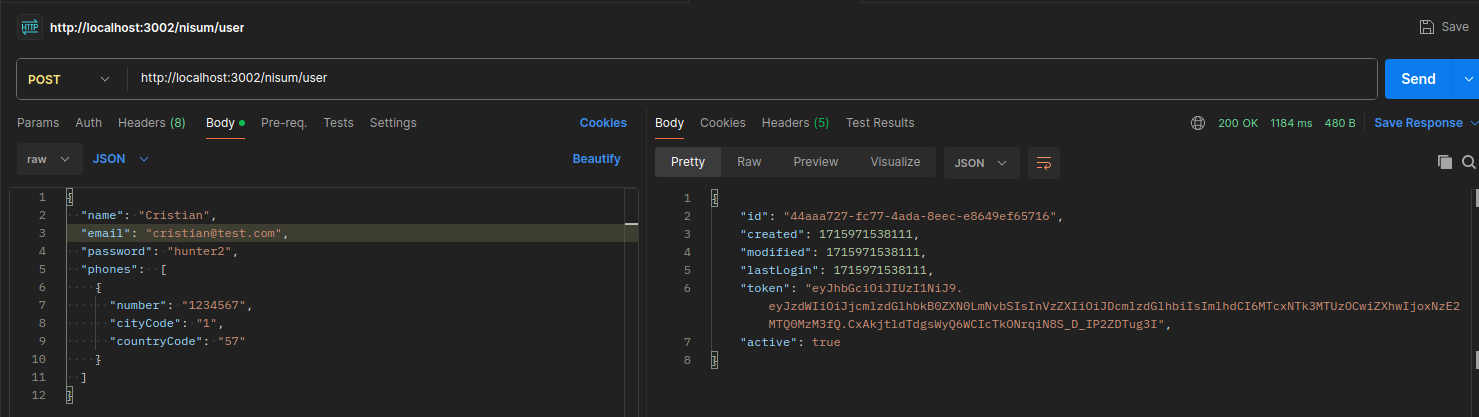 HTTP http://localhost:3002/nisum/user Save
POST http://localhost:3002/nisum/user Send
Params Auth Headers (8) Body Pre-req. Tests Settings Cookies
raw JSON Beautify
1 {
2 "name": "Cristian",
3 "email": "cristian@test.com",
4 "password": "hunter2",
5 "phones": [
6 {
7 "number": "1234567",
8 "cityCode": "1",
9 "countryCode": "57"
10 }
11 ]
12 }
Body Cookies Headers (5) Test Results 200 OK 1184 ms 480 B Save Response
Pretty Raw Preview Visualize JSON
1 {
2 "id": "44aaa727-fc77-4ada-8eec-e8649ef65716",
3 "created": 1715971538111,
4 "modified": 1715971538111,
5 "lastLogin": 1715971538111,
6 "token": "eyJhbGciOiJIUzI1NiJ9.
eyJzdWIiOiJjcmlzdGlhbkB0ZXN0LmNvbSIsInVzZXIiOiJDcmlzdGlhbiIsImlhdCI6MTcxNTk3MTUzOCwiZXhwIjoxNzE2
MTQ0MzM3fQ.CxAkjtldTdgsWyQ6WCIcTkONrqiN8S_D_IP2ZDTug3I",
7 "active": true
8 }